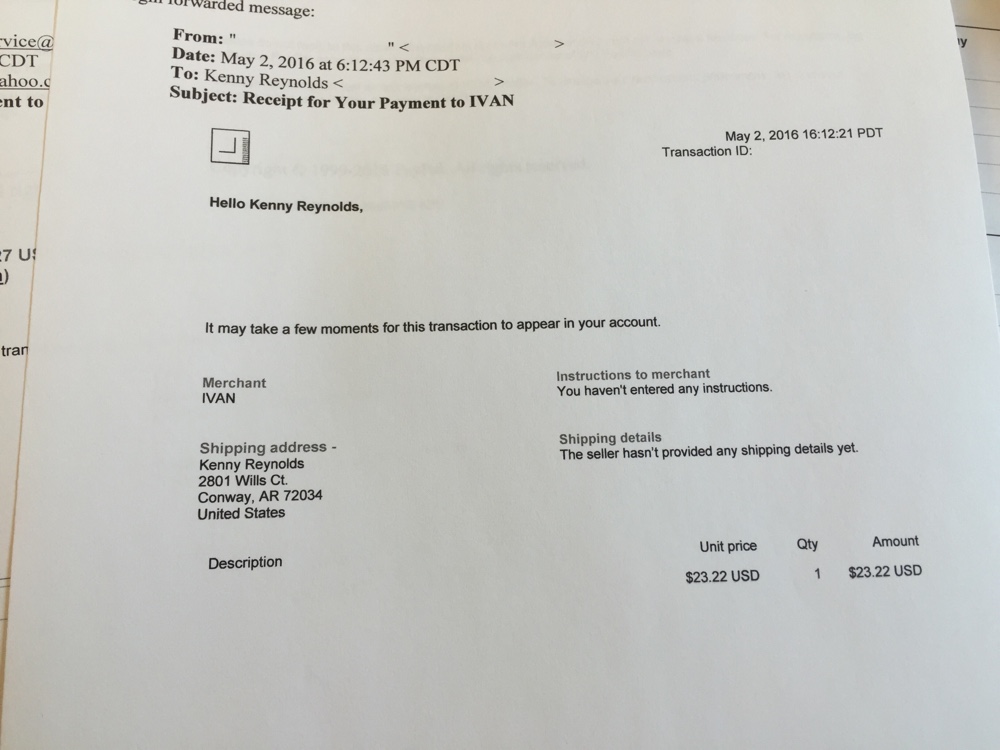 forwarded message:
From: "                    " <                    >
Date: May 2, 2016 at 6:12:43 PM CDT
To: Kenny Reynolds <                    >
Subject: Receipt for Your Payment to IVAN
May 2, 2016 16:12:21 PDT
Transaction ID:
Hello Kenny Reynolds,
It may take a few moments for this transaction to appear in your account.
Merchant
IVAN
Instructions to merchant
You haven't entered any instructions.
Shipping address -
Kenny Reynolds
2801 Wills Ct.
Conway, AR 72034
United States
Shipping details
The seller hasn't provided any shipping details yet.
Description Unit price Qty Amount
$23.22 USD 1 $23.22 USD
rvice@
CDT
ahoo.c
ent to
27 US
tran